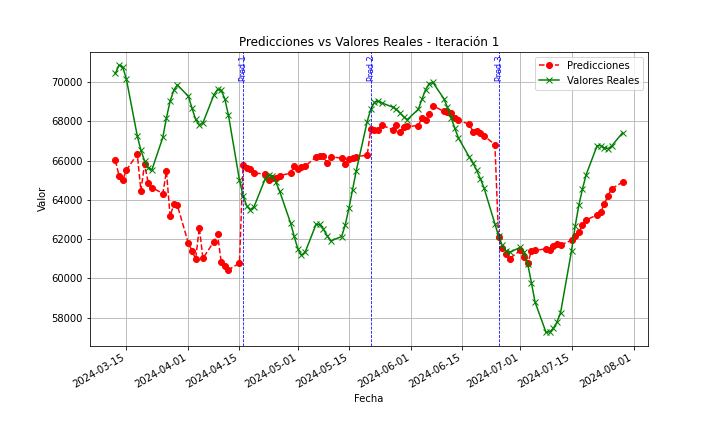 Predicciones vs Valores Reales - Iteración 1
Pred 1
Pred 2
Pred 3
Predicciones
Valores Reales
Valor
70000
68000
66000
64000
62000
60000
58000
2024-03-15
2024-04-01
2024-04-15
2024-05-01
2024-05-15
2024-06-01
2024-06-15
2024-07-01
2024-07-15
2024-08-01
Fecha